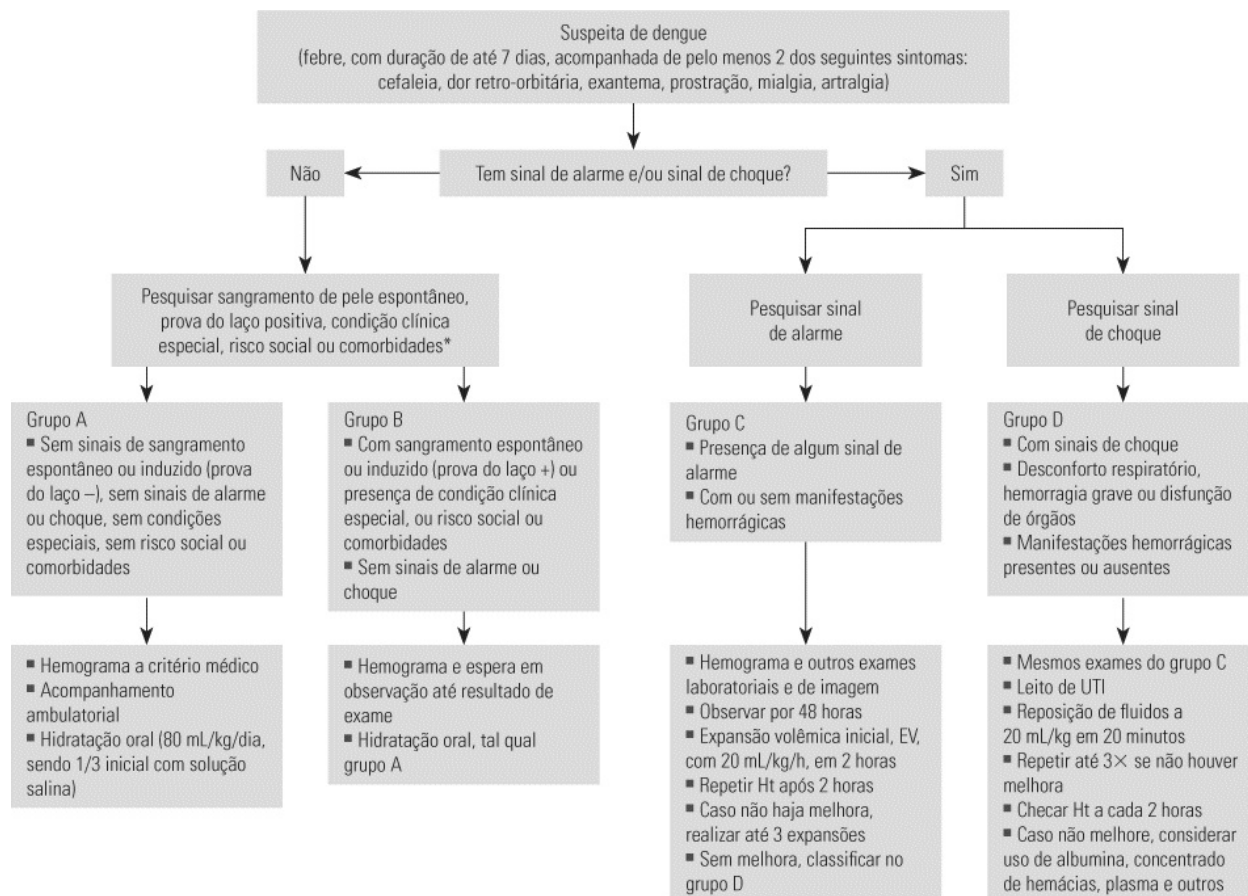 Suspeita de dengue
(febre, com duração de até 7 dias, acompanhada de pelo menos 2 dos seguintes sintomas:
cefaleia, dor retro-orbitária, exantema, prostração, mialgia, artralgia)
Não
Tem sinal de alarme e/ou sinal de choque?
Sim
Pesquisar sangramento de pele espontâneo,
prova do laço positiva, condição clínica
especial, risco social ou comorbidades*
Pesquisar sinal
de alarme
Pesquisar sinal
de choque
Grupo A
■ Sem sinais de sangramento
espontâneo ou induzido (prova
do laço –), sem sinais de alarme
ou choque, sem condições
especiais, sem risco social ou
comorbidades
Grupo B
■ Com sangramento espontâneo
ou induzido (prova do laço +) ou
presença de condição clínica
especial, ou risco social ou
comorbidades
■ Sem sinais de alarme ou
choque
Grupo C
■ Presença de algum sinal de
alarme
■ Com ou sem manifestações
hemorrágicas
Grupo D
■ Com sinais de choque
■ Desconforto respiratório,
hemorragia grave ou disfunção
de órgãos
■ Manifestações hemorrágicas
presentes ou ausentes
■ Hemograma a critério médico
■ Acompanhamento
ambulatorial
■ Hidratação oral (80 mL/kg/dia,
sendo 1/3 inicial com solução
salina)
■ Hemograma e espera em
observação até resultado de
exame
■ Hidratação oral, tal qual
grupo A
■ Hemograma e outros exames
laboratoriais e de imagem
■ Observar por 48 horas
■ Expansão volêmica inicial, EV,
com 20 mL/kg/h, em 2 horas
■ Repetir Ht após 2 horas
■ Caso não haja melhora,
realizar até 3 expansões
■ Sem melhora, classificar no
grupo D
■ Mesmos exames do grupo C
■ Leito de UTI
■ Reposição de fluidos a
20 mL/kg em 20 minutos
■ Repetir até 3× se não houver
melhora
■ Checar Ht a cada 2 horas
■ Caso não melhore, considerar
uso de albumina, concentrado
de hemácias, plasma e outros